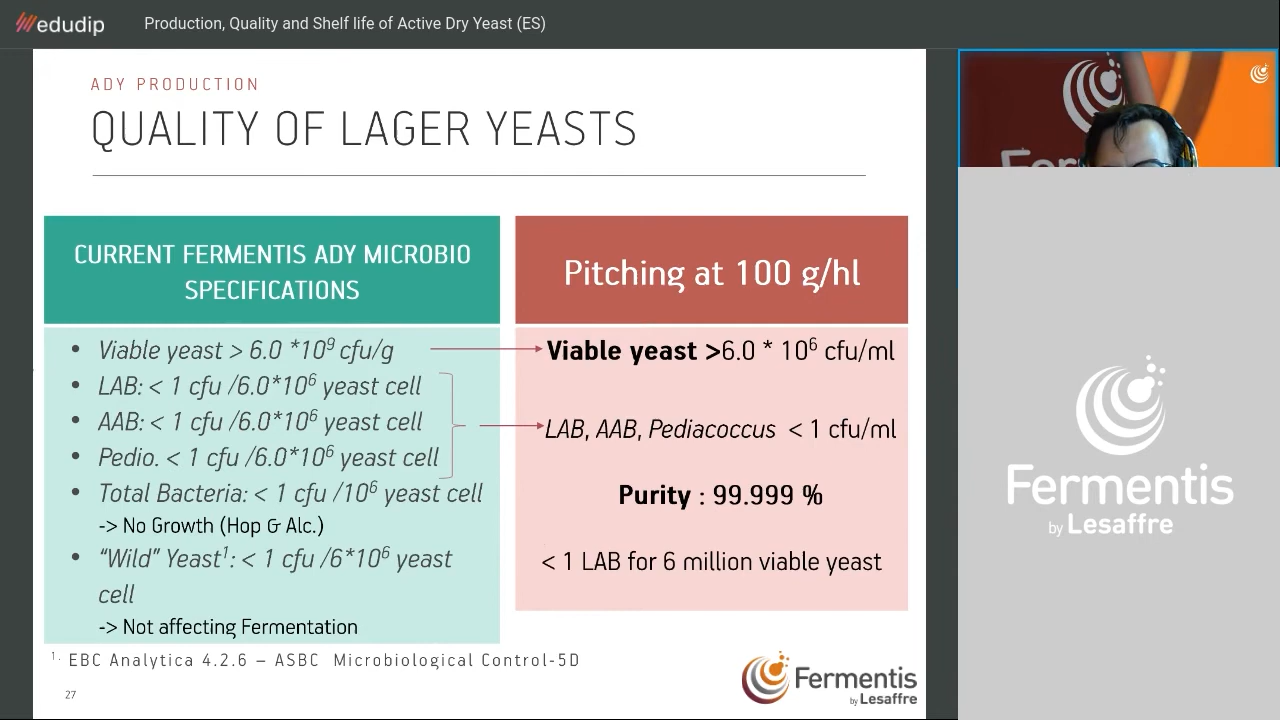 edudip
Production, Quality and Shelf life of Active Dry Yeast (ES)
ADY PRODUCTION
QUALITY OF LAGER YEASTS
CURRENT FERMENTIS ADY MICROBIO
SPECIFICATIONS
• Viable yeast > 6.0 *10⁹ cfu/g
• LAB: < 1 cfu /6.0*10⁶ yeast cell
• AAB: < 1 cfu /6.0*10⁶ yeast cell
• Pedio. < 1 cfu /6.0*10⁶ yeast cell
• Total Bacteria: < 1 cfu /10⁶ yeast cell
-> No Growth (Hop & Alc.)
• “Wild” Yeast¹: < 1 cfu /6*10⁶ yeast
cell
-> Not affecting Fermentation
Pitching at 100 g/hl
Viable yeast >6.0 * 10⁶ cfu/ml
LAB, AAB, Pediacoccus < 1 cfu/ml
Purity : 99.999 %
< 1 LAB for 6 million viable yeast
¹· EBC Analytica 4.2.6 – ASBC Microbiological Control-5D
27
Fermentis
by Lesaffre
Fermentis
by Lesaffre